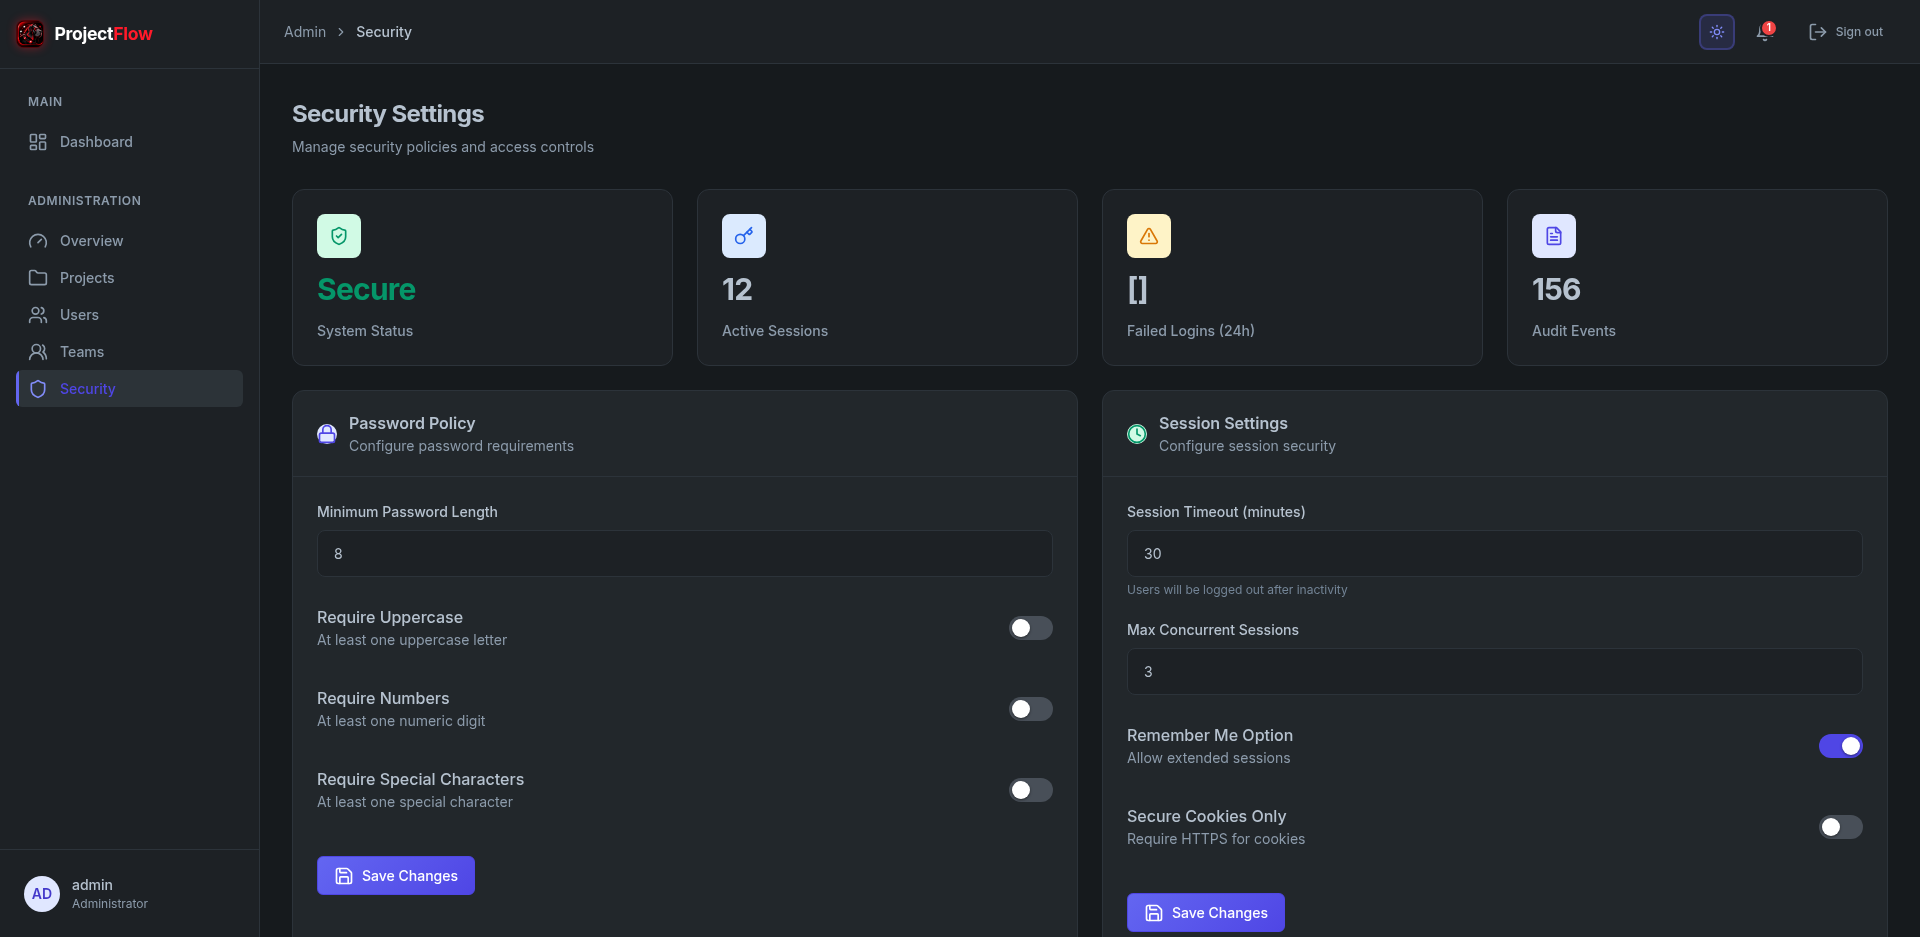 ProjectFlow
Admin > Security
1
Sign out
MAIN
Dashboard
ADMINISTRATION
Overview
Projects
Users
Teams
Security
AD
admin
Administrator
Security Settings
Manage security policies and access controls
Secure
System Status
12
Active Sessions
[]
Failed Logins (24h)
156
Audit Events
Password Policy
Configure password requirements
Minimum Password Length
8
Require Uppercase
At least one uppercase letter
Require Numbers
At least one numeric digit
Require Special Characters
At least one special character
Save Changes
Session Settings
Configure session security
Session Timeout (minutes)
30
Users will be logged out after inactivity
Max Concurrent Sessions
3
Remember Me Option
Allow extended sessions
Secure Cookies Only
Require HTTPS for cookies
Save Changes